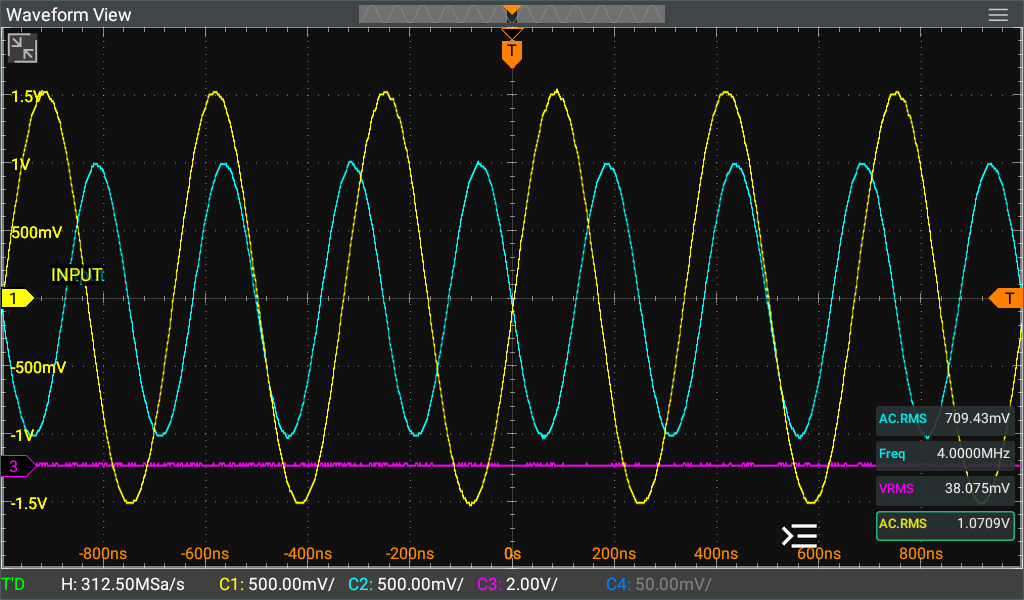 Waveform View
T
1.5V
1V
500mV
INPUT
1
T
-500mV
-1V
AC.RMS 709.43mV
Freq 4.0000MHz
3
VRMS 38.075mV
-1.5V
AC.RMS 1.0709V
-800ns -600ns -400ns -200ns 0s 200ns 400ns 600ns 800ns
T'D H: 312.50MSa/s C1: 500.00mV/ C2: 500.00mV/ C3: 2.00V/ C4: 50.00mV/